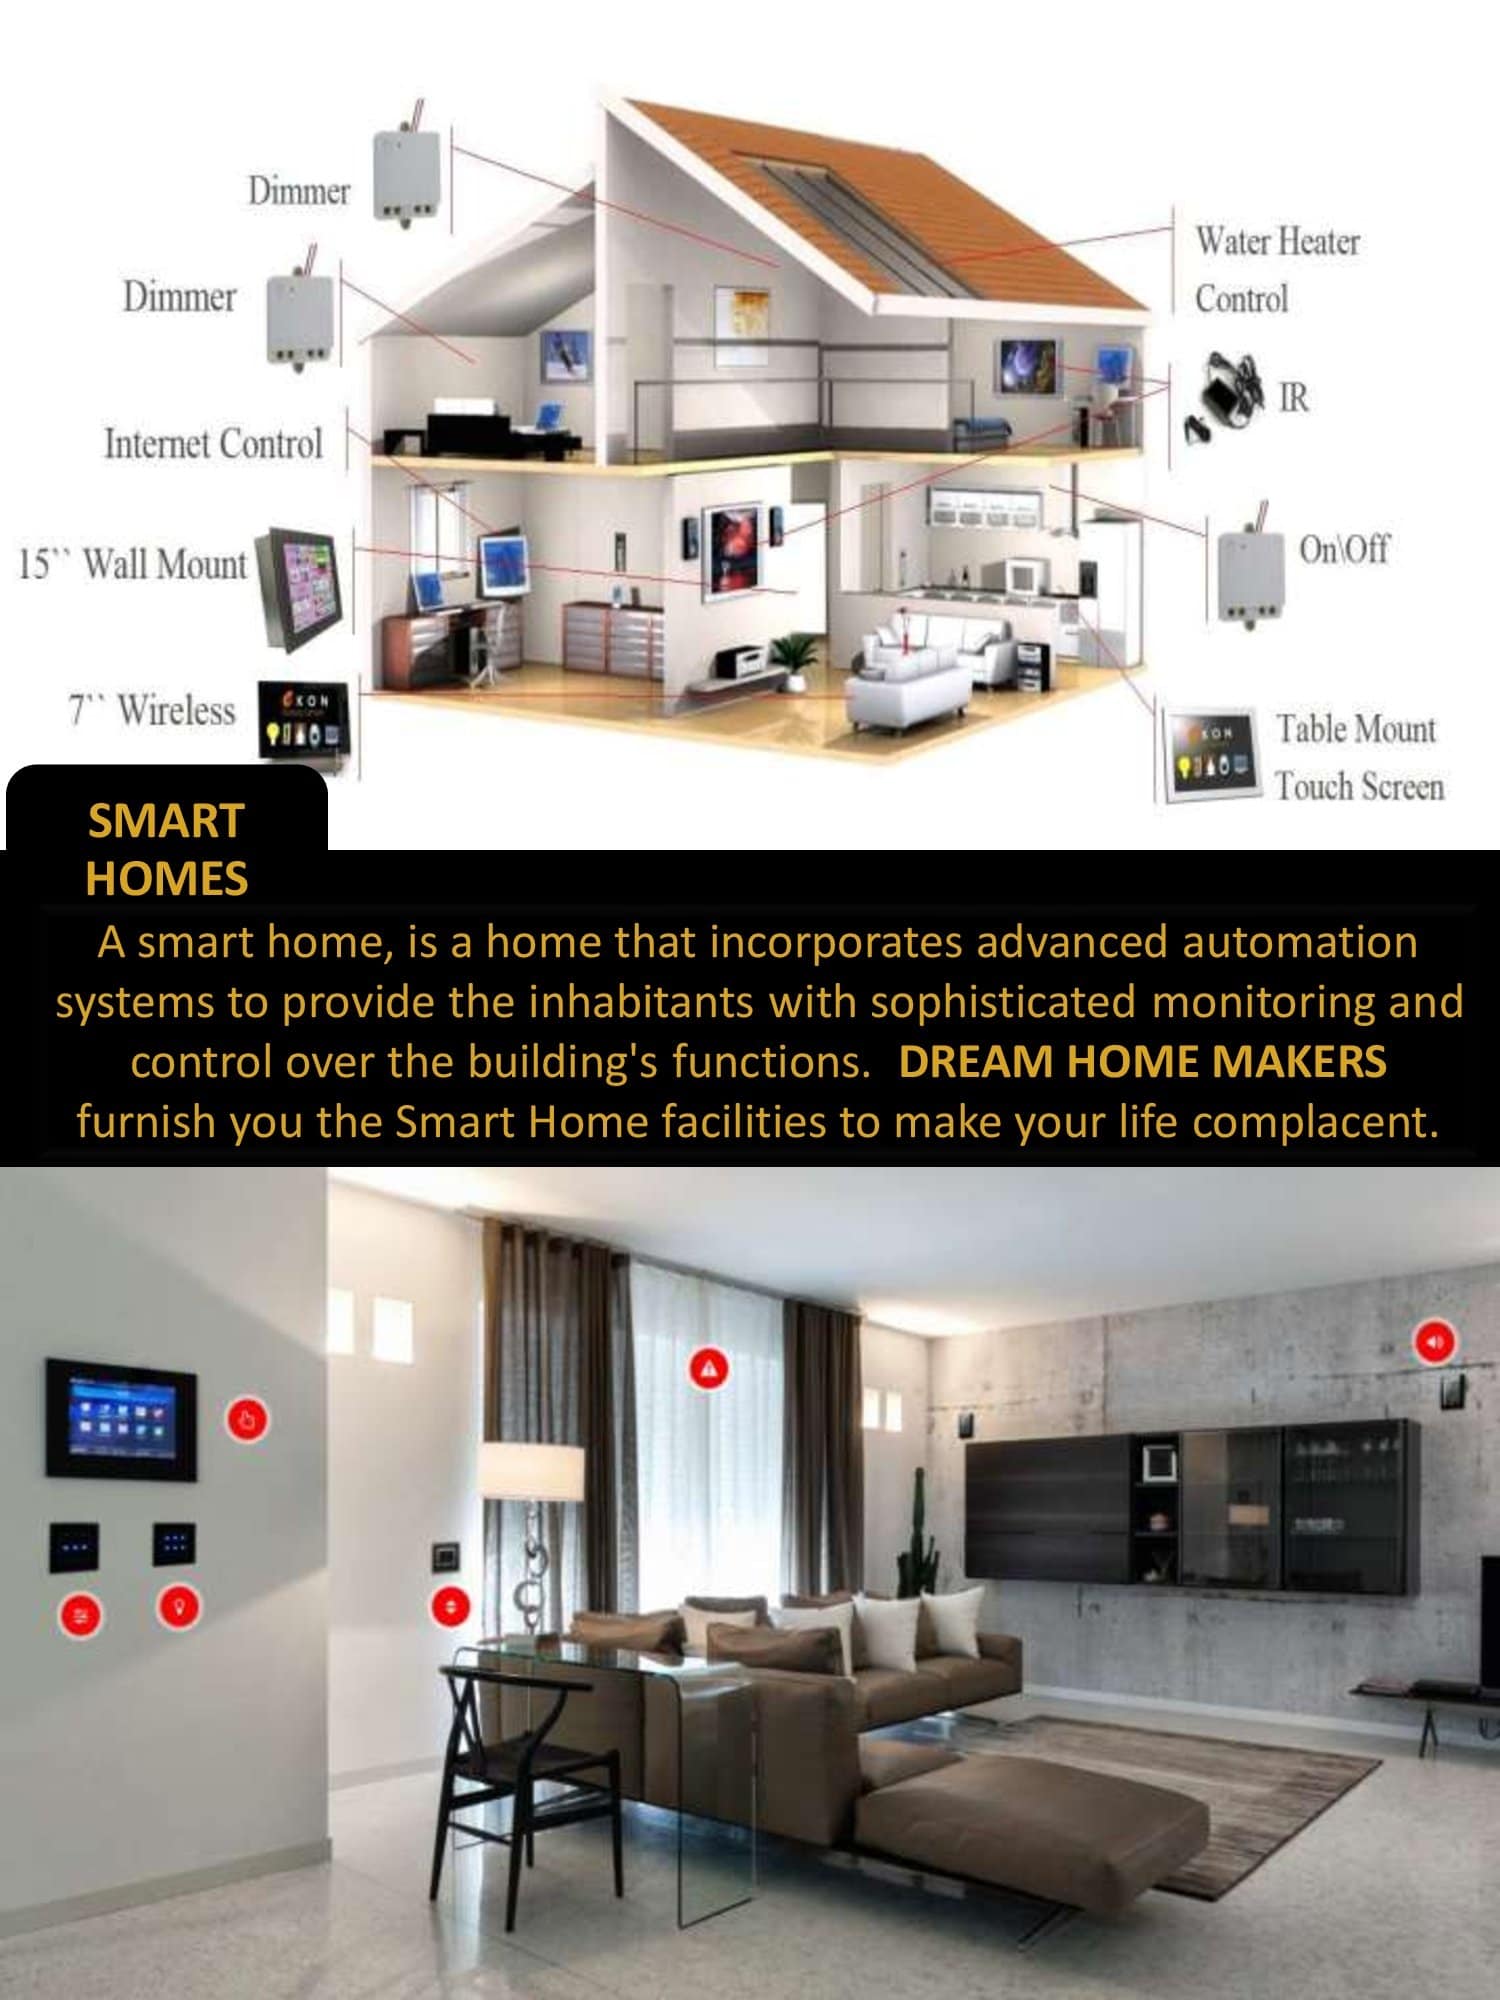 Dimmer
Dimmer
Internet Control
15`` Wall Mount
7`` Wireless
Water Heater
Control
IR
On\Off
Table Mount
Touch Screen
KON
KON
SMART
HOMES
A smart home, is a home that incorporates advanced automation
systems to provide the inhabitants with sophisticated monitoring and
control over the building's functions. DREAM HOME MAKERS
furnish you the Smart Home facilities to make your life complacent.